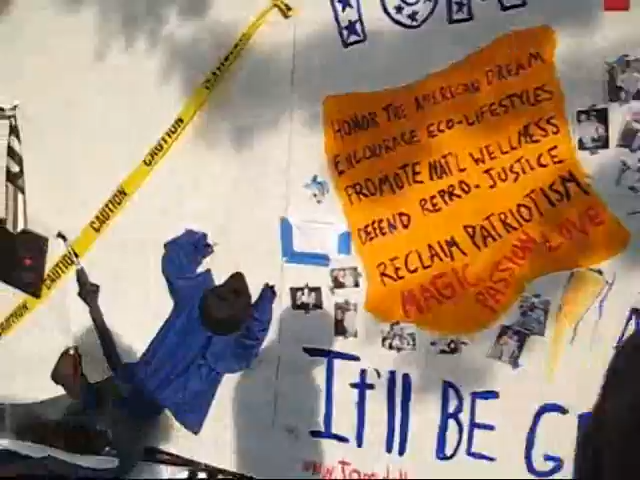 HONOR THE AMERICAN DREAM
ENCOURAGE ECO-LIFESTYLES
PROMOTE NAT'L WELLNESS
DEFEND REPRO-JUSTICE
RECLAIM PATRIOTISM
MAGIC PASSION LOVE
CAUTION
CAUTION
CAUTION
CAUTION
It'll BE G